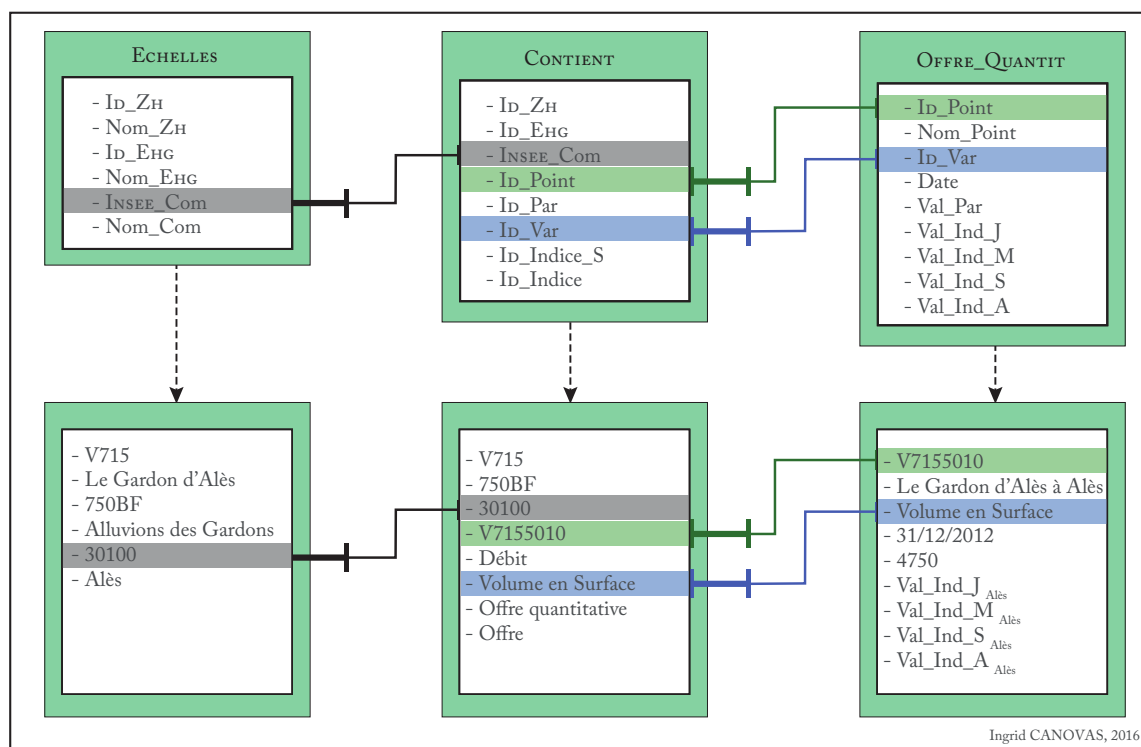 Echelles
- Id_Zh
- Nom_Zh
- Id_Ehg
- Nom_Ehg
- Insee_Com
- Nom_Com
Contient
- Id_Zh
- Id_Ehg
- Insee_Com
- Id_Point
- Id_Par
- Id_Var
- Id_Indice_S
- Id_Indice
Offre_Quantit
- Id_Point
- Nom_Point
- Id_Var
- Date
- Val_Par
- Val_Ind_J
- Val_Ind_M
- Val_Ind_S
- Val_Ind_A
- V715
- Le Gardon d'Alès
- 750BF
- Alluvions des Gardons
- 30100
- Alès
- V715
- 750BF
- 30100
- V7155010
- Débit
- Volume en Surface
- Offre quantitative
- Offre
- V7155010
- Le Gardon d'Alès à Alès
- Volume en Surface
- 31/12/2012
- 4750
- Val_Ind_J Alès
- Val_Ind_M Alès
- Val_Ind_S Alès
- Val_Ind_A Alès
Ingrid CANOVAS, 2016